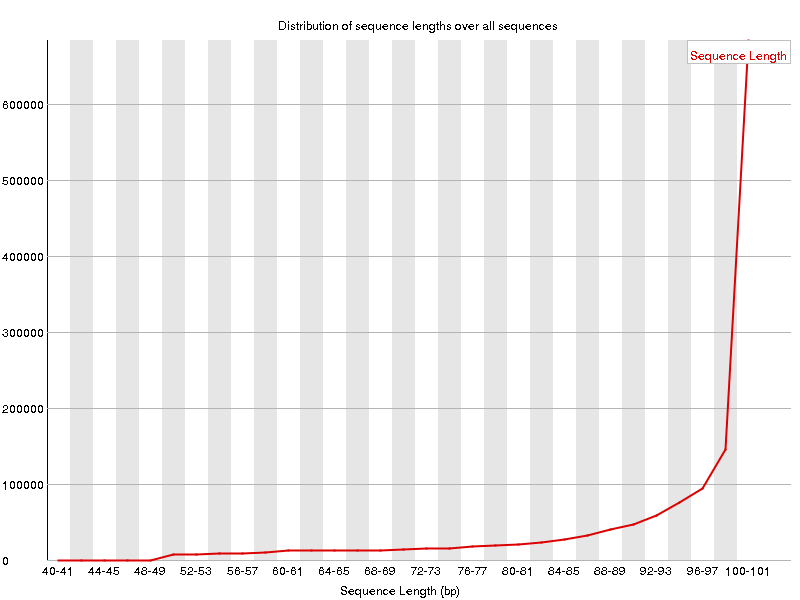 Distribution of sequence lengths over all sequences
Sequence Length
600000
500000
400000
300000
200000
100000
0
40-41 44-45 48-49 52-53 56-57 60-61 64-65 68-69 72-73 76-77 80-81 84-85 88-89 92-93 96-97 100-101
Sequence Length (bp)